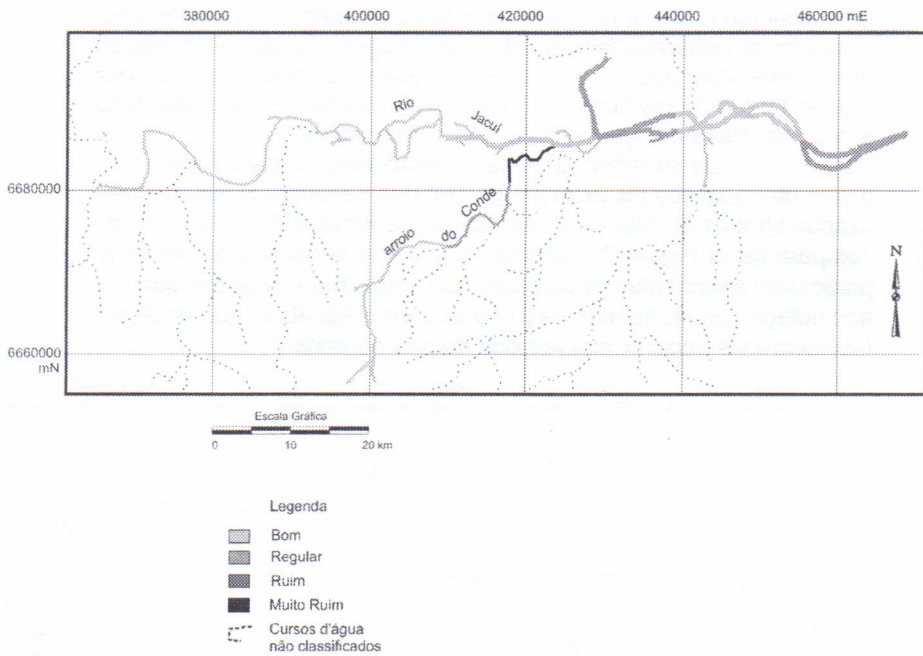 380000 400000 420000 440000 460000 mE
Rio Jacuí
6680000
arroio do Conde
N
6660000
mN
Escala Gráfica
0 10 20 km
Legenda
Bom
Regular
Ruim
Muito Ruim
Cursos d'água
não classificados